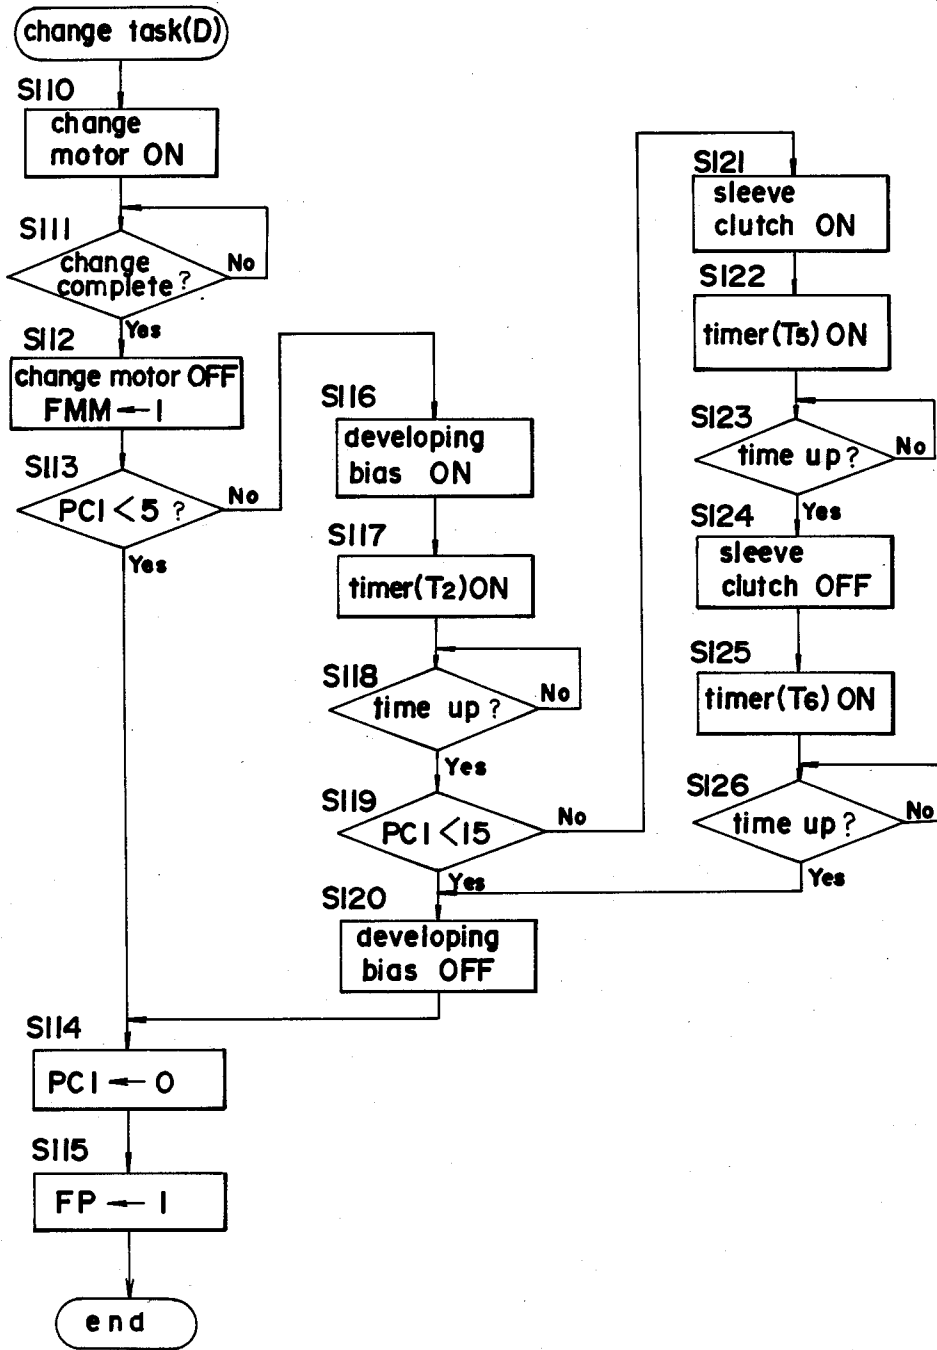 change task(D)
S110
change
motor ON
S111
change
complete?
No
Yes
S112
change motor OFF
FMM←1
S113
PC1<5?
No
Yes
S116
developing
bias ON
S117
timer(T2)ON
S118
time up?
No
Yes
S119
PC1<15
No
Yes
S120
developing
bias OFF
S121
sleeve
clutch ON
S122
timer(T5)ON
S123
time up?
No
Yes
S124
sleeve
clutch OFF
S125
timer(T6)ON
S126
time up?
No
Yes
S114
PC1←0
S115
FP←1
end